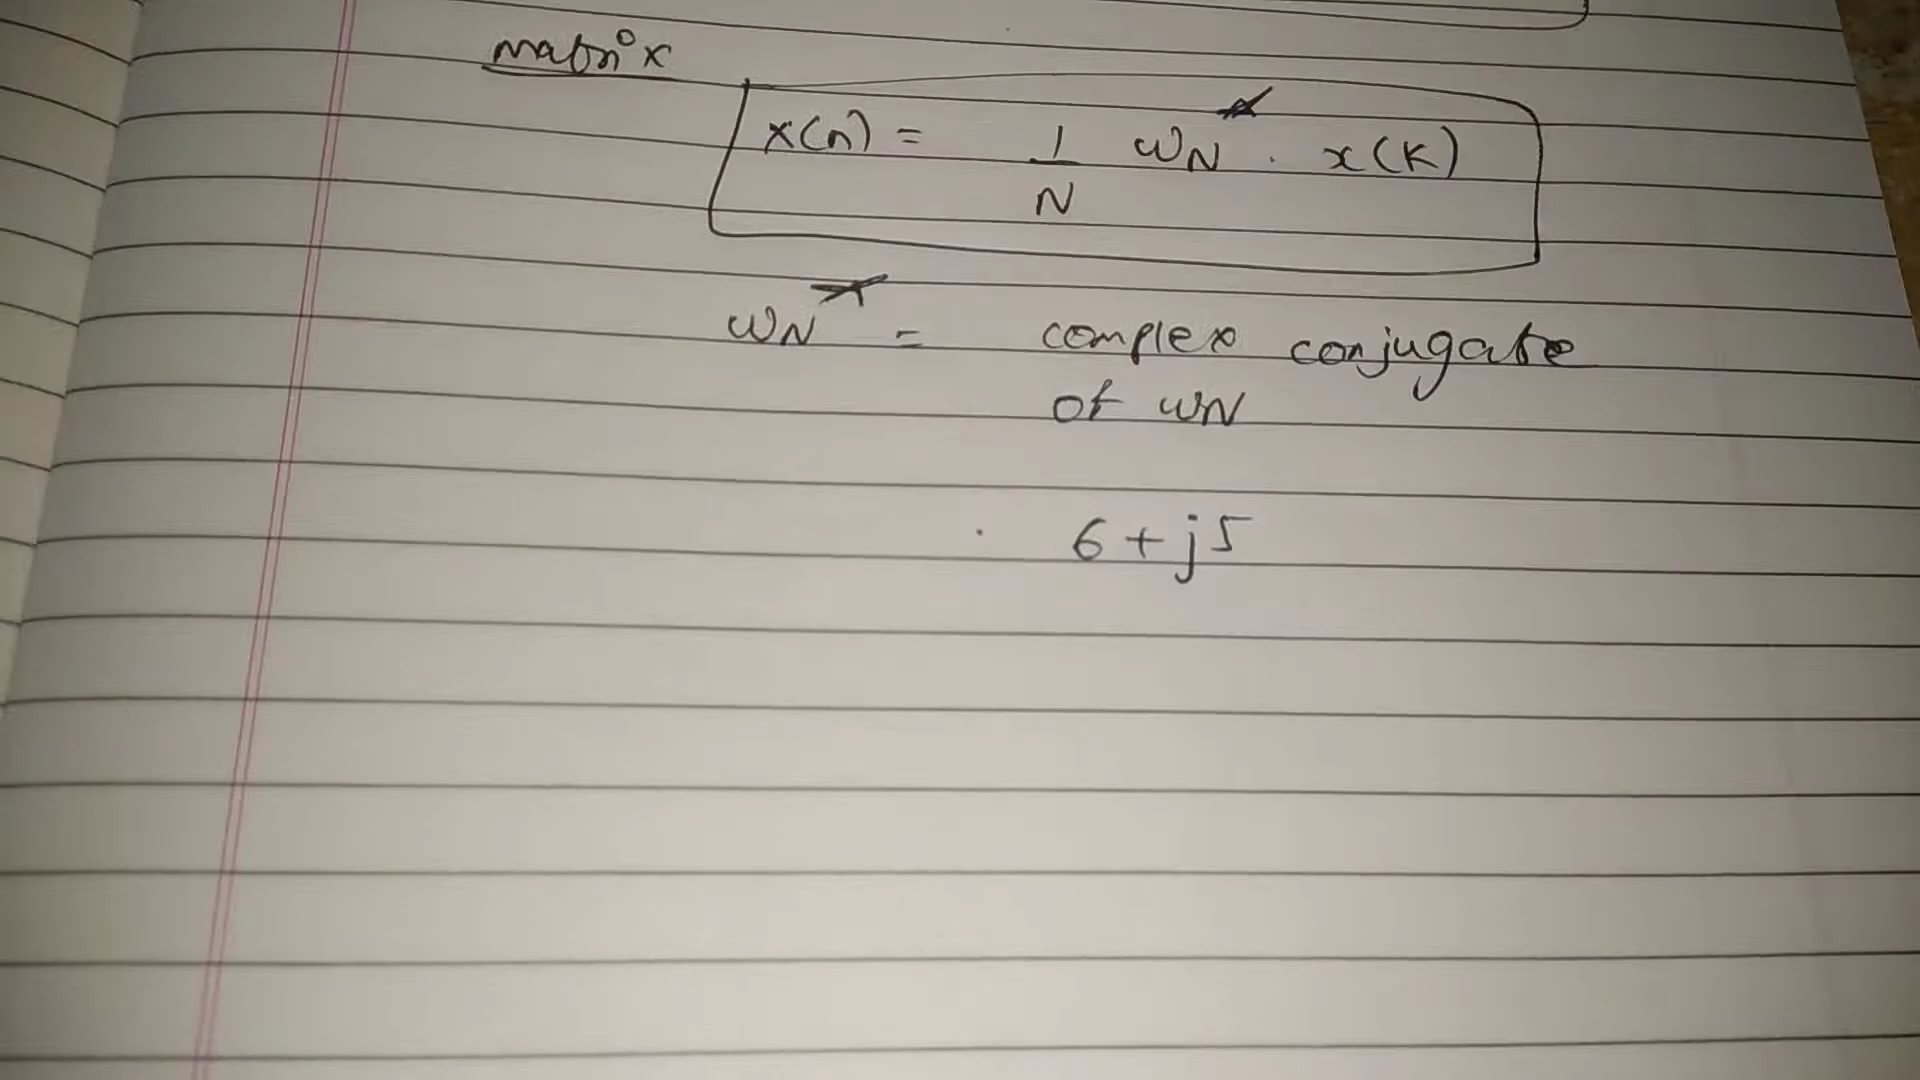 matrix
x(n) = 1/N WN* . x(K)
WN* = complex conjugate
of WN
6 + j5